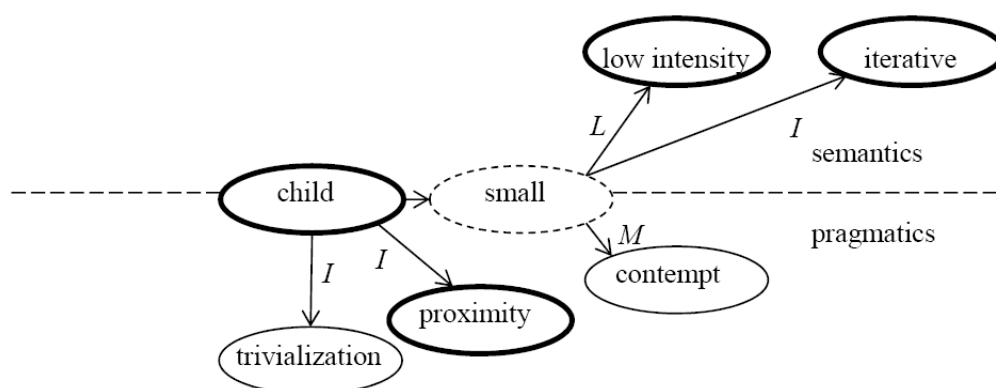 low intensity
iterative
L
I
semantics
child
small
pragmatics
I
I
M
contempt
proximity
trivialization